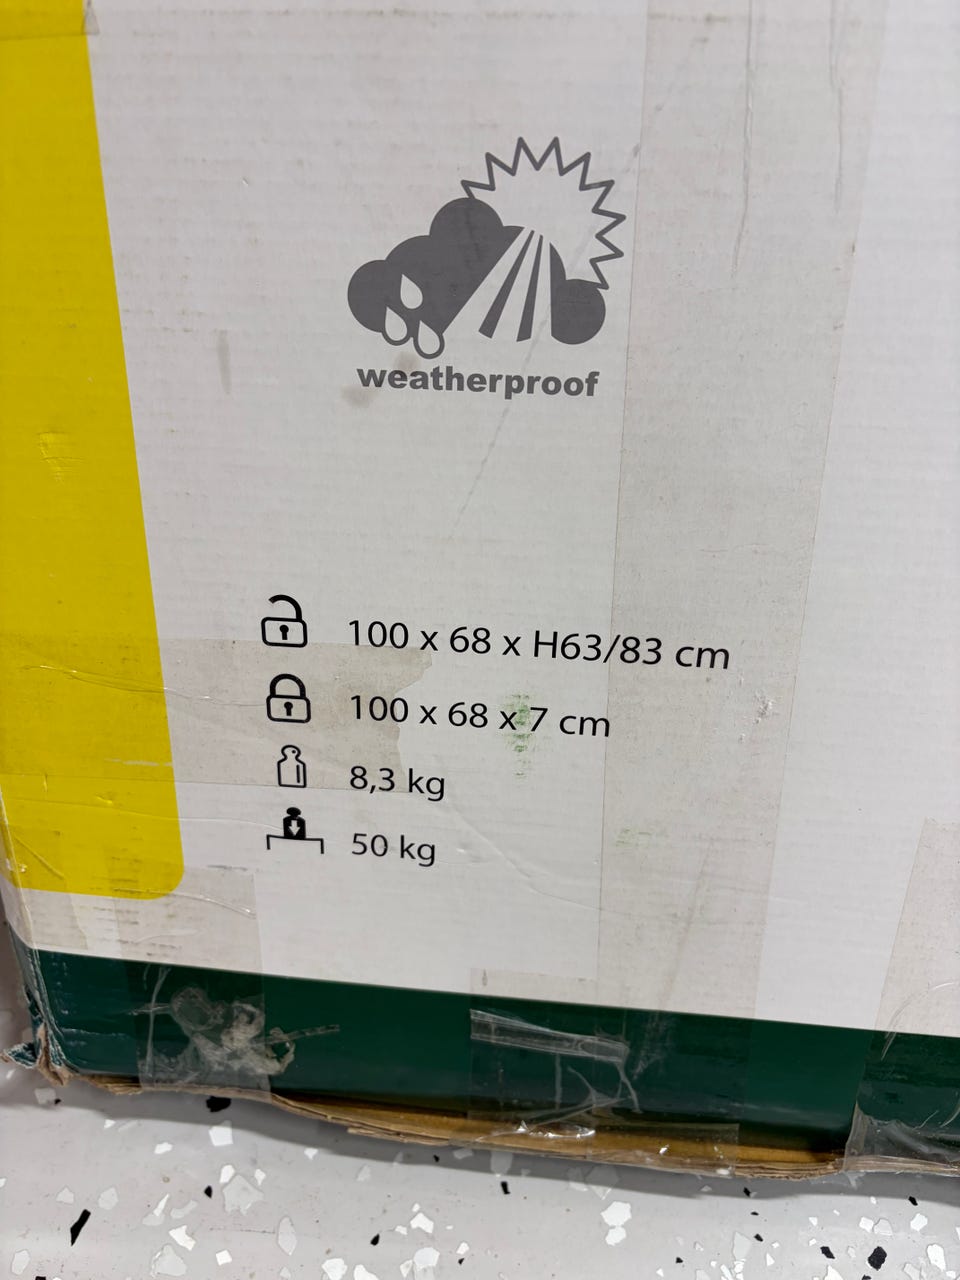 weatherproof
100 x 68 x H63/83 cm
100 x 68 x 7 cm
8,3 kg
50 kg